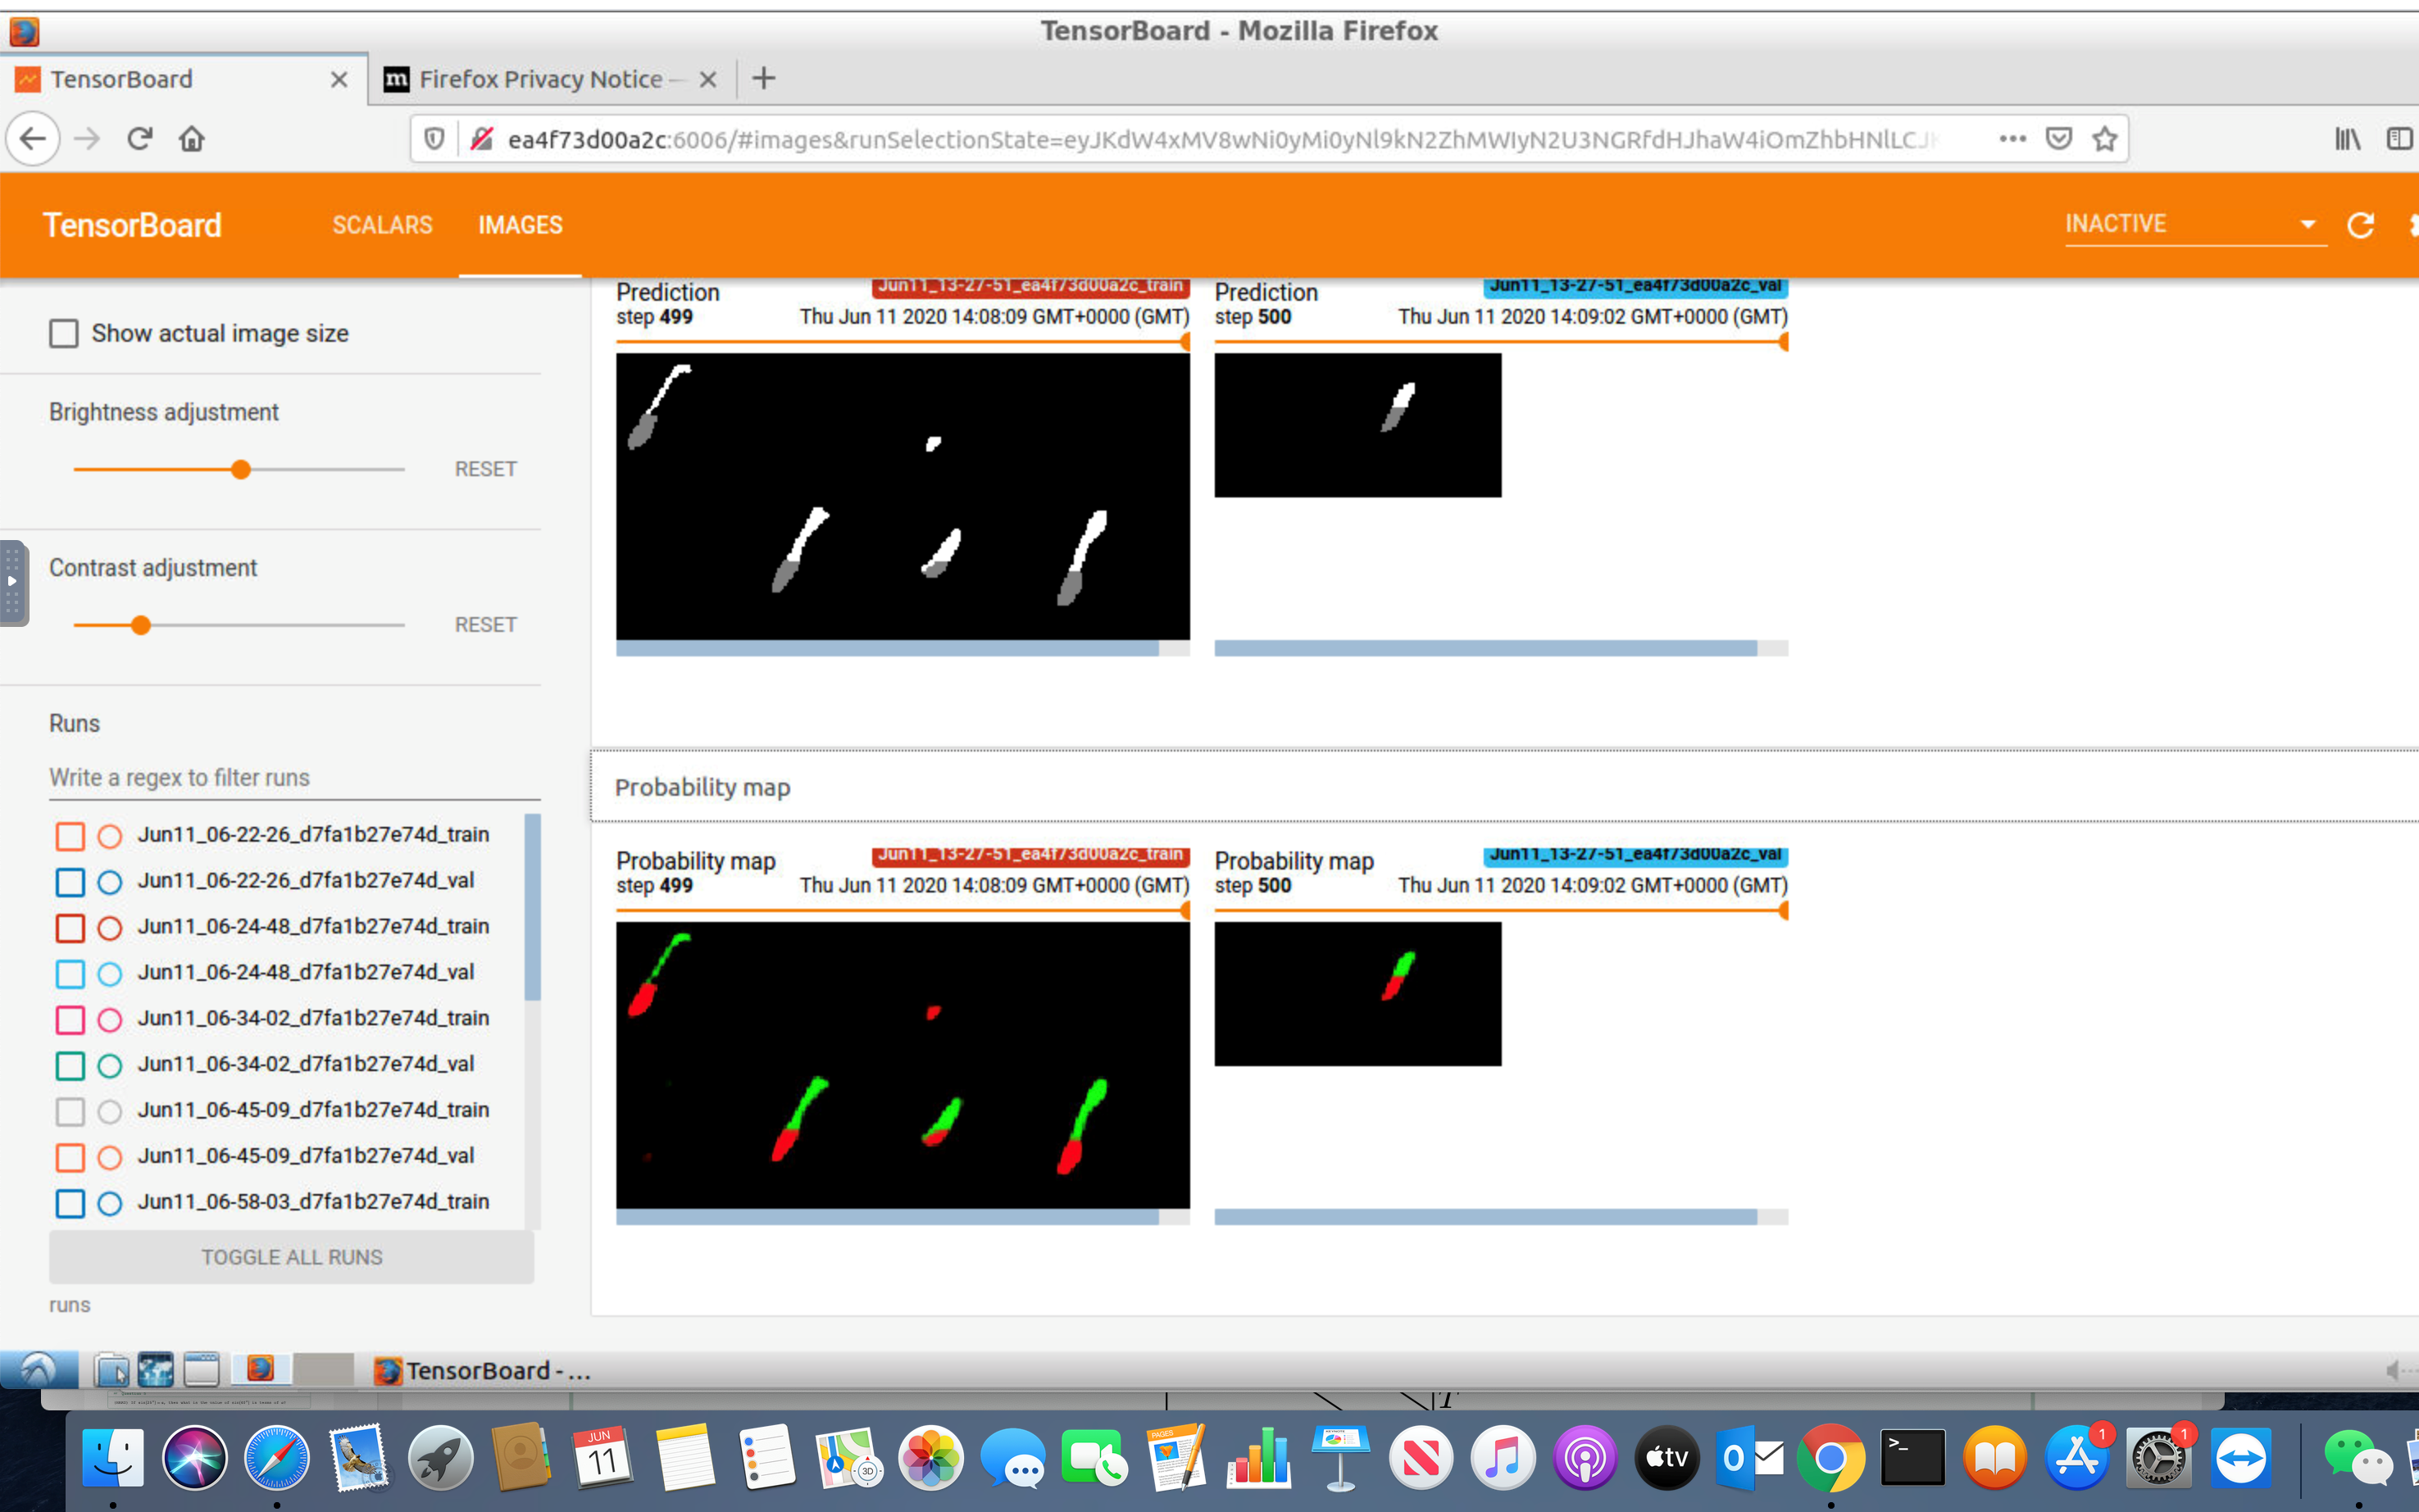 TensorBoard - Mozilla Firefox
TensorBoard
m Firefox Privacy Notice —
ea4f73d00a2c:6006/#images&runSelectionState=eyJKdW4xMV8wNi0yMi0yNl9kN2ZhMWIyN2U3NGRfdHJhaW4iOmZhbHNlLCJ
TensorBoard SCALARS IMAGES INACTIVE
Show actual image size
Brightness adjustment
RESET
Contrast adjustment
RESET
Runs
Write a regex to filter runs
Jun11_06-22-26_d7fa1b27e74d_train
Jun11_06-22-26_d7fa1b27e74d_val
Jun11_06-24-48_d7fa1b27e74d_train
Jun11_06-24-48_d7fa1b27e74d_val
Jun11_06-34-02_d7fa1b27e74d_train
Jun11_06-34-02_d7fa1b27e74d_val
Jun11_06-45-09_d7fa1b27e74d_train
Jun11_06-45-09_d7fa1b27e74d_val
Jun11_06-58-03_d7fa1b27e74d_train
TOGGLE ALL RUNS
runs
Prediction Jun11_13-27-51_ea4f73d00a2c_train
step 499 Thu Jun 11 2020 14:08:09 GMT+0000 (GMT)
Prediction Jun11_13-27-51_ea4f73d00a2c_val
step 500 Thu Jun 11 2020 14:09:02 GMT+0000 (GMT)
Probability map
Probability map Jun11_13-27-51_ea4f73d00a2c_train
step 499 Thu Jun 11 2020 14:08:09 GMT+0000 (GMT)
Probability map Jun11_13-27-51_ea4f73d00a2c_val
step 500 Thu Jun 11 2020 14:09:02 GMT+0000 (GMT)
TensorBoard - ...
JUN
11
3D
PAGES
tv
O
>_
1
1